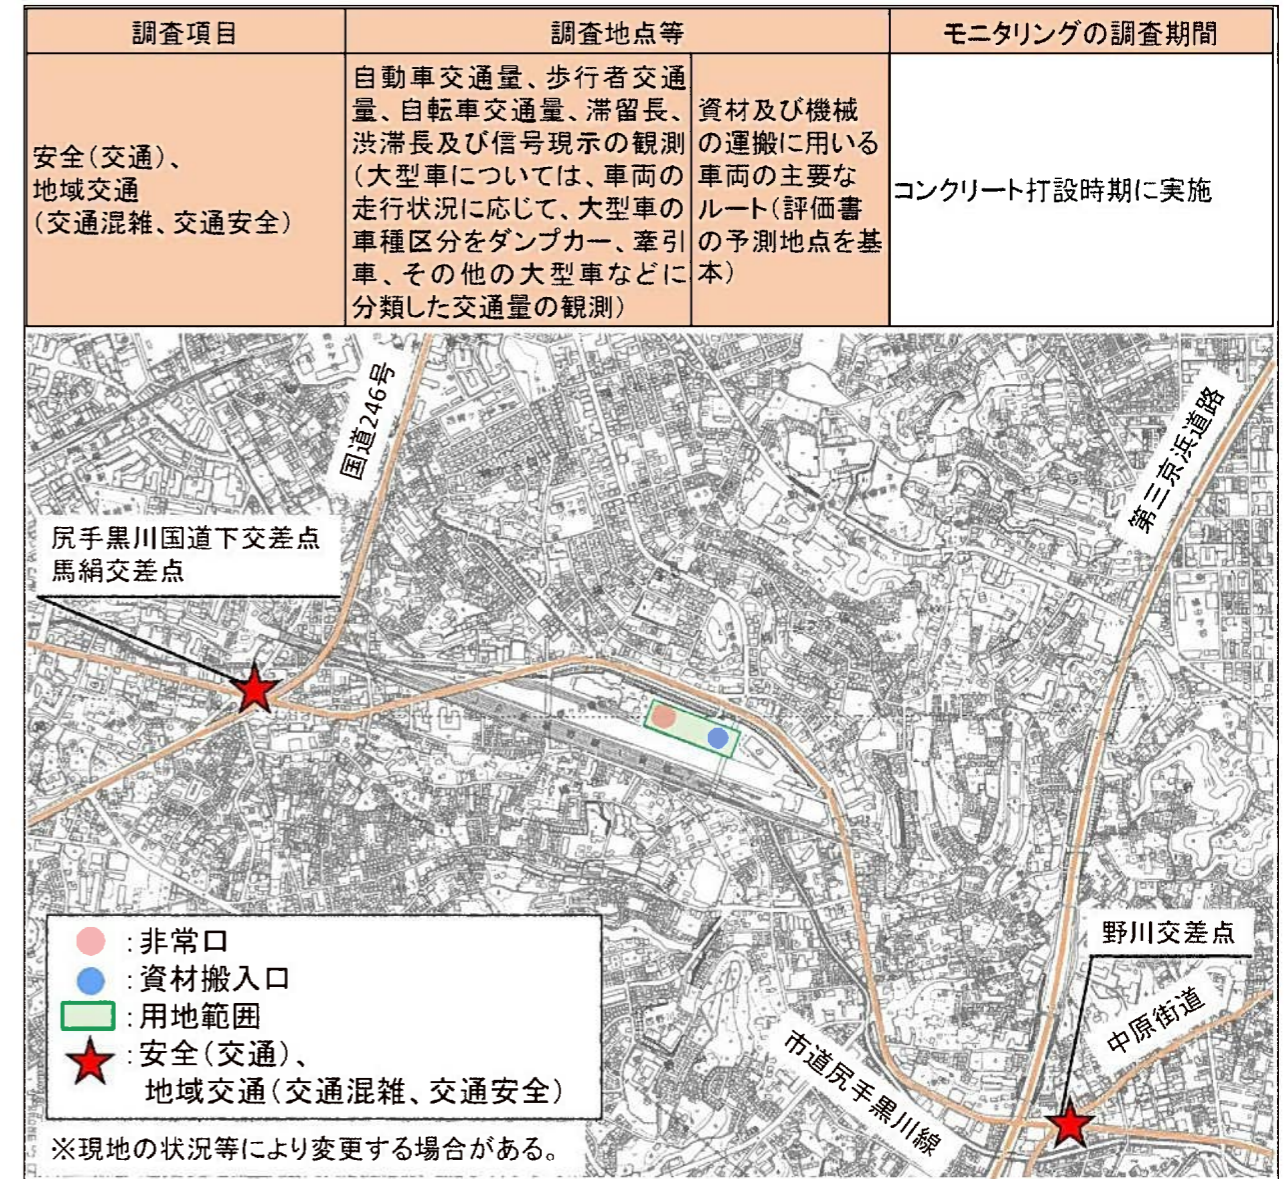 調査項目
調査地点等
モニタリングの調査期間
安全(交通)、
地域交通
(交通混雑、交通安全)
自動車交通量、歩行者交通
量、自転車交通量、滞留長、
渋滞長及び信号現示の観測
(大型車については、車両の
走行状況に応じて、大型車の
車種区分をダンプカー、牽引
車、その他の大型車などに
分類した交通量の観測)
資材及び機械
の運搬に用いる
車両の主要な
ルート(評価書
の予測地点を基
本)
コンクリート打設時期に実施
国道246号
第三京浜道路
尻手黒川国道下交差点
馬絹交差点
野川交差点
中原街道
市道尻手黒川線
:非常口
:資材搬入口
:用地範囲
:安全(交通)、
地域交通(交通混雑、交通安全)
※現地の状況等により変更する場合がある。